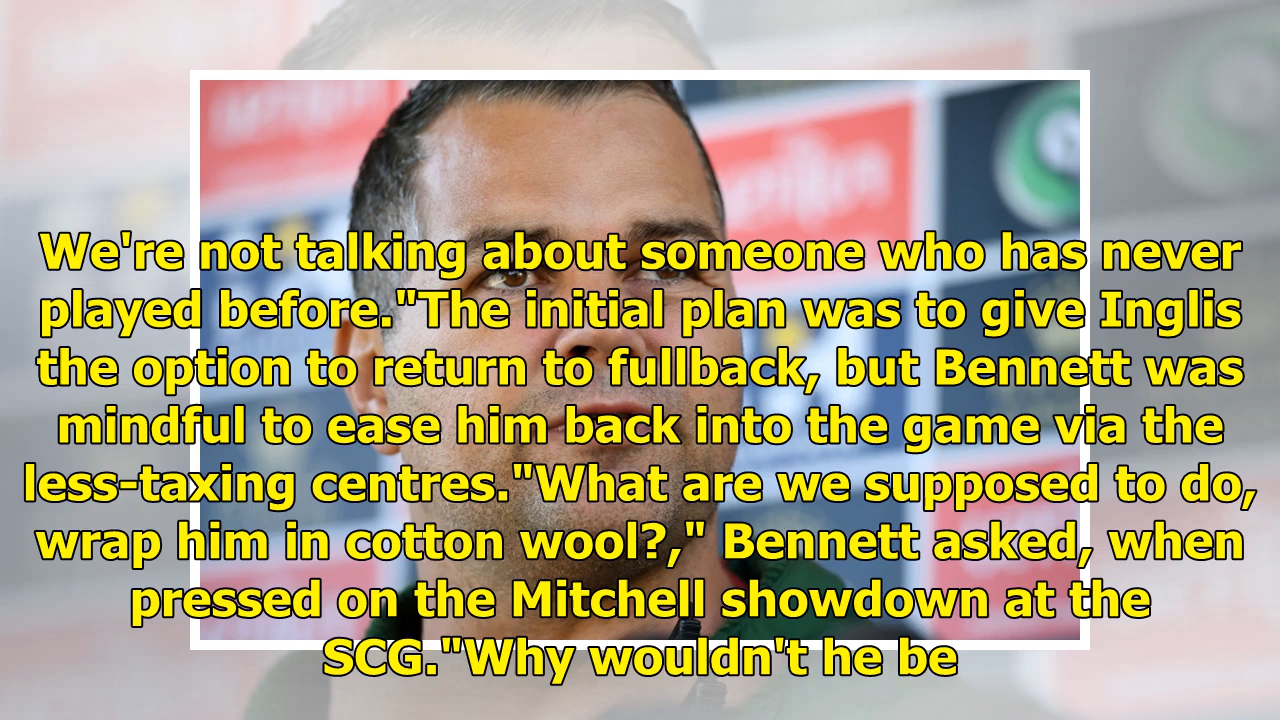 We're not talking about someone who has never
played before."The initial plan was to give Inglis
the option to return to fullback, but Bennett was
mindful to ease him back into the game via the
less-taxing centres."What are we supposed to do,
wrap him in cotton wool?," Bennett asked, when
pressed on the Mitchell showdown at the
SCG."Why wouldn't he be